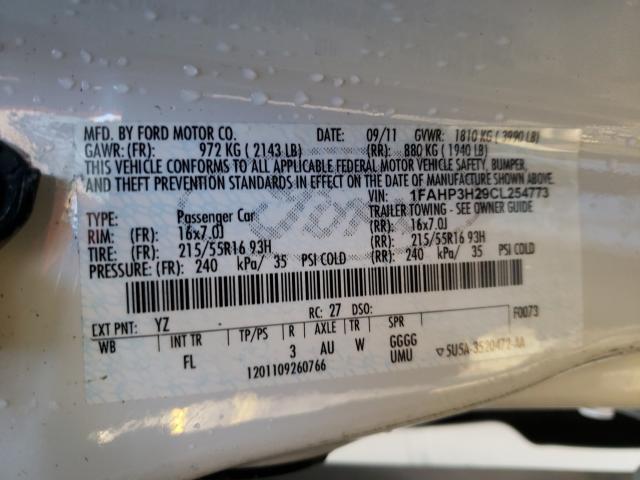 MFD. BY FORD MOTOR CO. DATE: 09/11 GVWR: 1810 KG ( 3990 LB)
GAWR: (FR): 972 KG ( 2143 LB) (RR): 880 KG ( 1940 LB)
THIS VEHICLE CONFORMS TO ALL APPLICABLE FEDERAL MOTOR VEHICLE SAFETY, BUMPER,
AND THEFT PREVENTION STANDARDS IN EFFECT ON THE DATE OF MANUFACTURE SHOWN ABOVE.
VIN: 1FAHP3H29CL254773
TYPE: Passenger Car TRAILER TOWING - SEE OWNER GUIDE
RIM: (FR): 16x7.0J (RR): 16x7.0J
TIRE: (FR): 215/55R16 93H (RR): 215/55R16 93H
PRESSURE: (FR): 240 kPa/ 35 PSI COLD (RR): 240 kPa/ 35 PSI COLD
EXT PNT: YZ RC: 27 DSO: F0073
WB INT TR TP/PS R AXLE TR SPR
FL 3 AU W GGGG
UMU
1201109260766
▽5U5A-3520472-AA